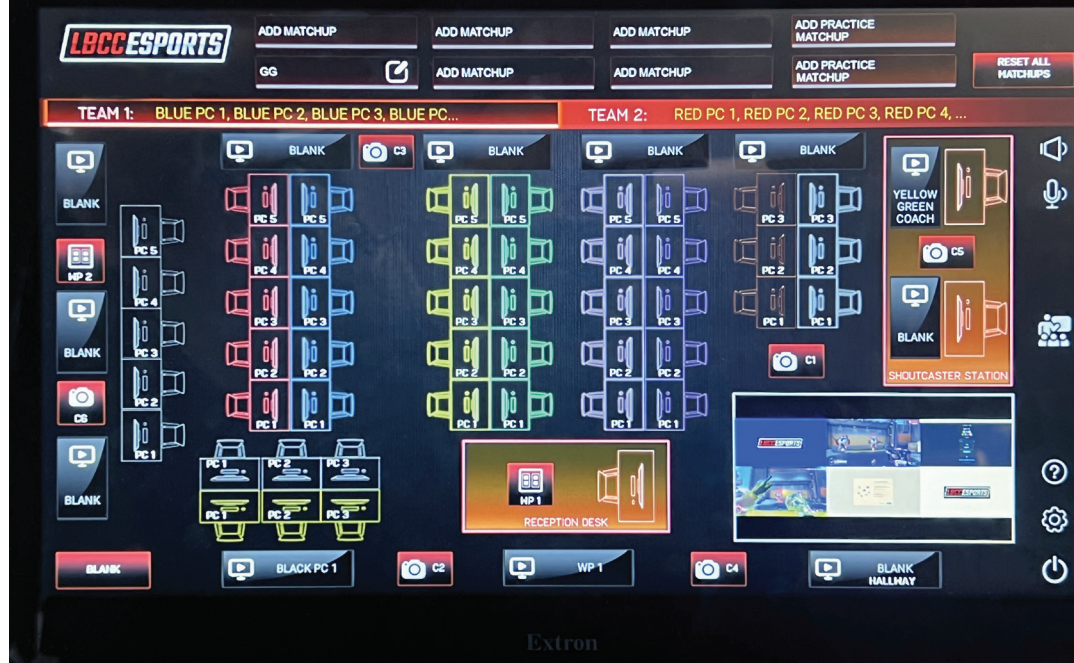 LBCCESPORTS
ADD MATCHUP
ADD MATCHUP
ADD MATCHUP
ADD PRACTICE
MATCHUP
GG
ADD MATCHUP
ADD MATCHUP
ADD PRACTICE
MATCHUP
RESET ALL
MATCHUPS
TEAM 1: BLUE PC 1, BLUE PC 2, BLUE PC 3, BLUE PC...
TEAM 2: RED PC 1, RED PC 2, RED PC 3, RED PC 4, ...
BLANK
BLANK
C3
BLANK
BLANK
BLANK
YELLOW
GREEN
COACH
C5
BLANK
SHOUTCASTER STATION
WP 2
BLANK
C6
BLANK
PC 5
PC 4
PC 3
PC 2
PC 1
PC 5 PC 5
PC 4 PC 4
PC 3 PC 3
PC 2 PC 2
PC 1 PC 1
PC 5 PC 5
PC 4 PC 4
PC 3 PC 3
PC 2 PC 2
PC 1 PC 1
PC 5 PC 5
PC 4 PC 4
PC 3 PC 3
PC 2 PC 2
PC 1 PC 1
PC 3 PC 3
PC 2 PC 2
PC 1 PC 1
C1
PC 1 PC 2 PC 3
PC 1 PC 2 PC 3
WP 1
RECEPTION DESK
LBCCESPORTS
LBCCESPORTS
BLANK
BLACK PC 1
C2
WP 1
C4
BLANK
HALLWAY
Extron